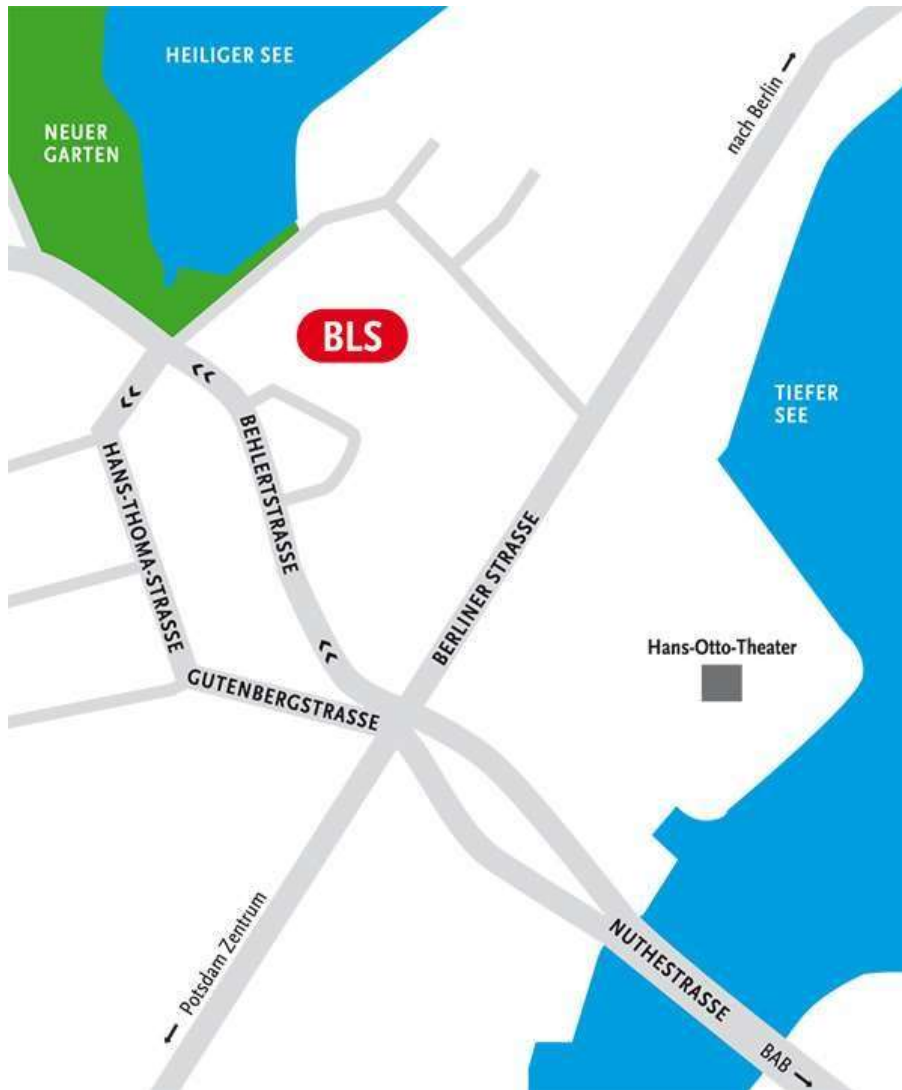 HEILIGER SEE
NEUER
GARTEN
nach Berlin
BLS
TIEFER
SEE
HANS-THOMA-STRASSE
BEHLERTSTRASSE
BERLINER STRASSE
Hans-Otto-Theater
GUTENBERGSTRASSE
Potsdam Zentrum
NUTHESTRASSE
BAB